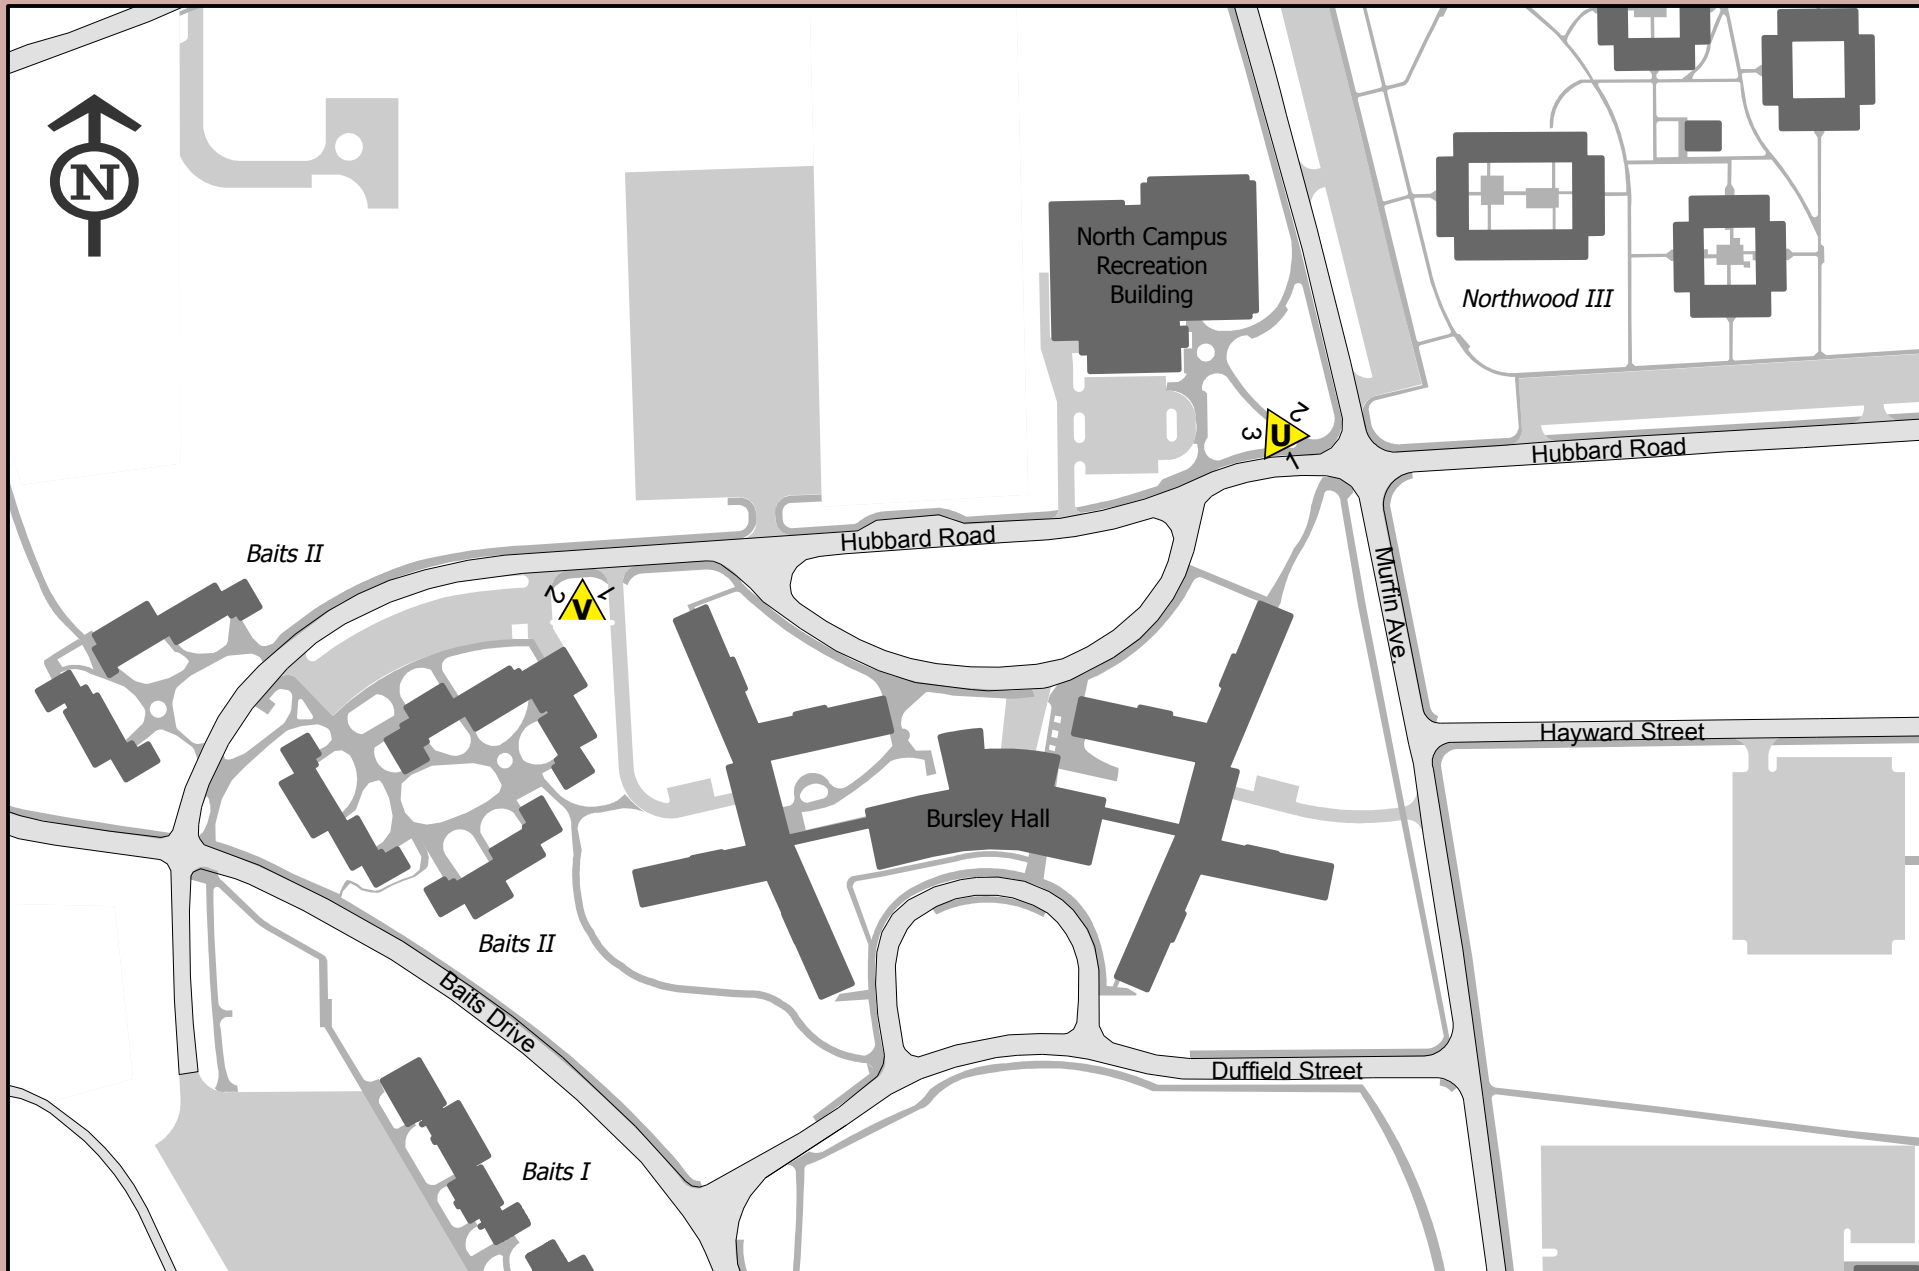 N
North Campus
Recreation
Building
Northwood III
2
3
U
1
Hubbard Road
Hubbard Road
Baits II
2
1
V
Murfin Ave.
Hayward Street
Bursley Hall
Baits II
Baits Drive
Duffield Street
Baits I